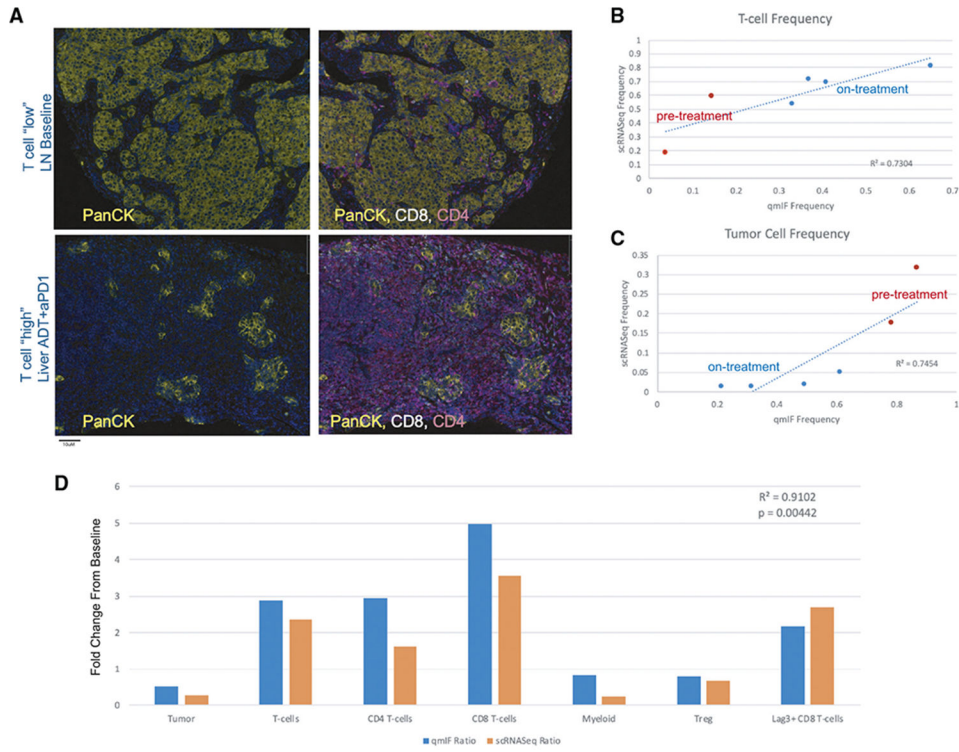 A
T cell "low"
LN Baseline
PanCK
PanCK, CD8, CD4
T cell "high"
Liver ADT+aPD1
PanCK
PanCK, CD8, CD4
10uM
B
T-cell Frequency
scRNASeq Frequency
1
0.9
0.8
0.7
0.6
0.5
0.4
0.3
0.2
0.1
0
pre-treatment
on-treatment
R² = 0.7304
0 0.1 0.2 0.3 0.4 0.5 0.6 0.7
qmIF Frequency
C
Tumor Cell Frequency
scRNASeq Frequency
0.35
0.3
0.25
0.2
0.15
0.1
0.05
0
pre-treatment
on-treatment
R² = 0.7454
0 0.2 0.4 0.6 0.8 1
qmIF Frequency
D
Fold Change From Baseline
6
5
4
3
2
1
0
R² = 0.9102
p = 0.00442
Tumor T-cells CD4 T-cells CD8 T-cells Myeloid Treg Lag3+ CD8 T-cells
qmIF Ratio scRNASeq Ratio